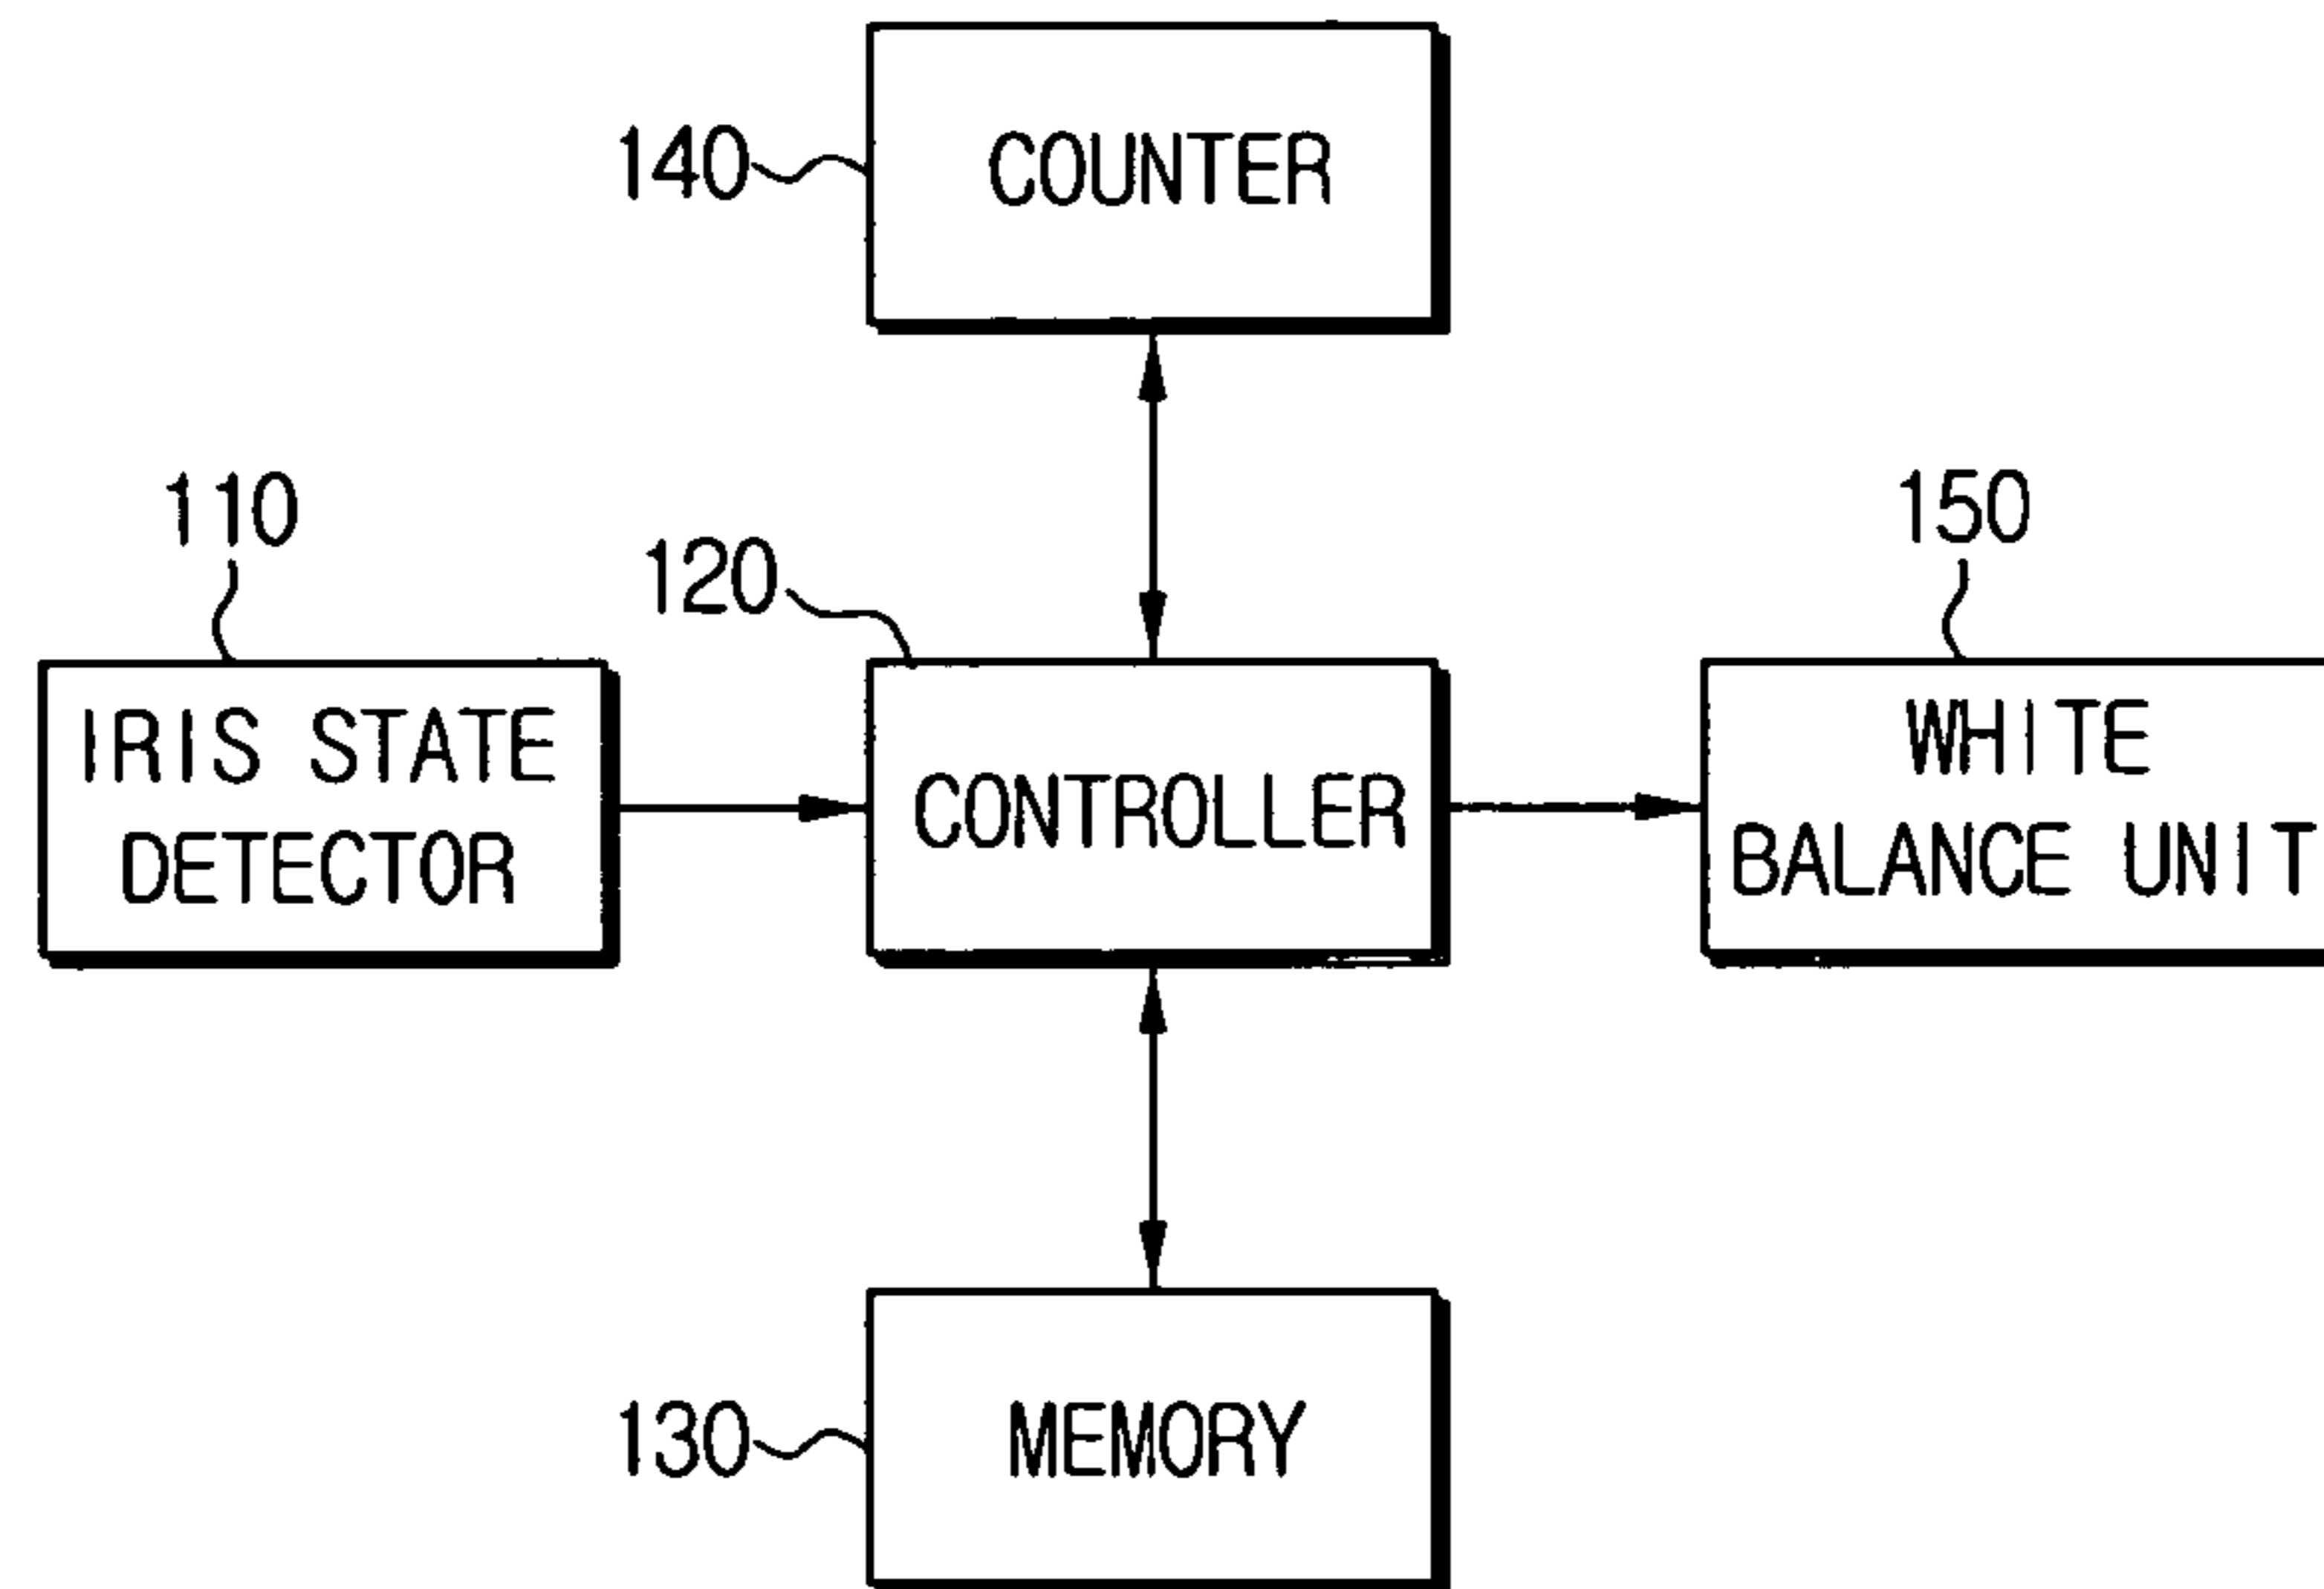 140
COUNTER
110
120
150
IRIS STATE
DETECTOR
CONTROLLER
WHITE
BALANCE UNIT
130
MEMORY